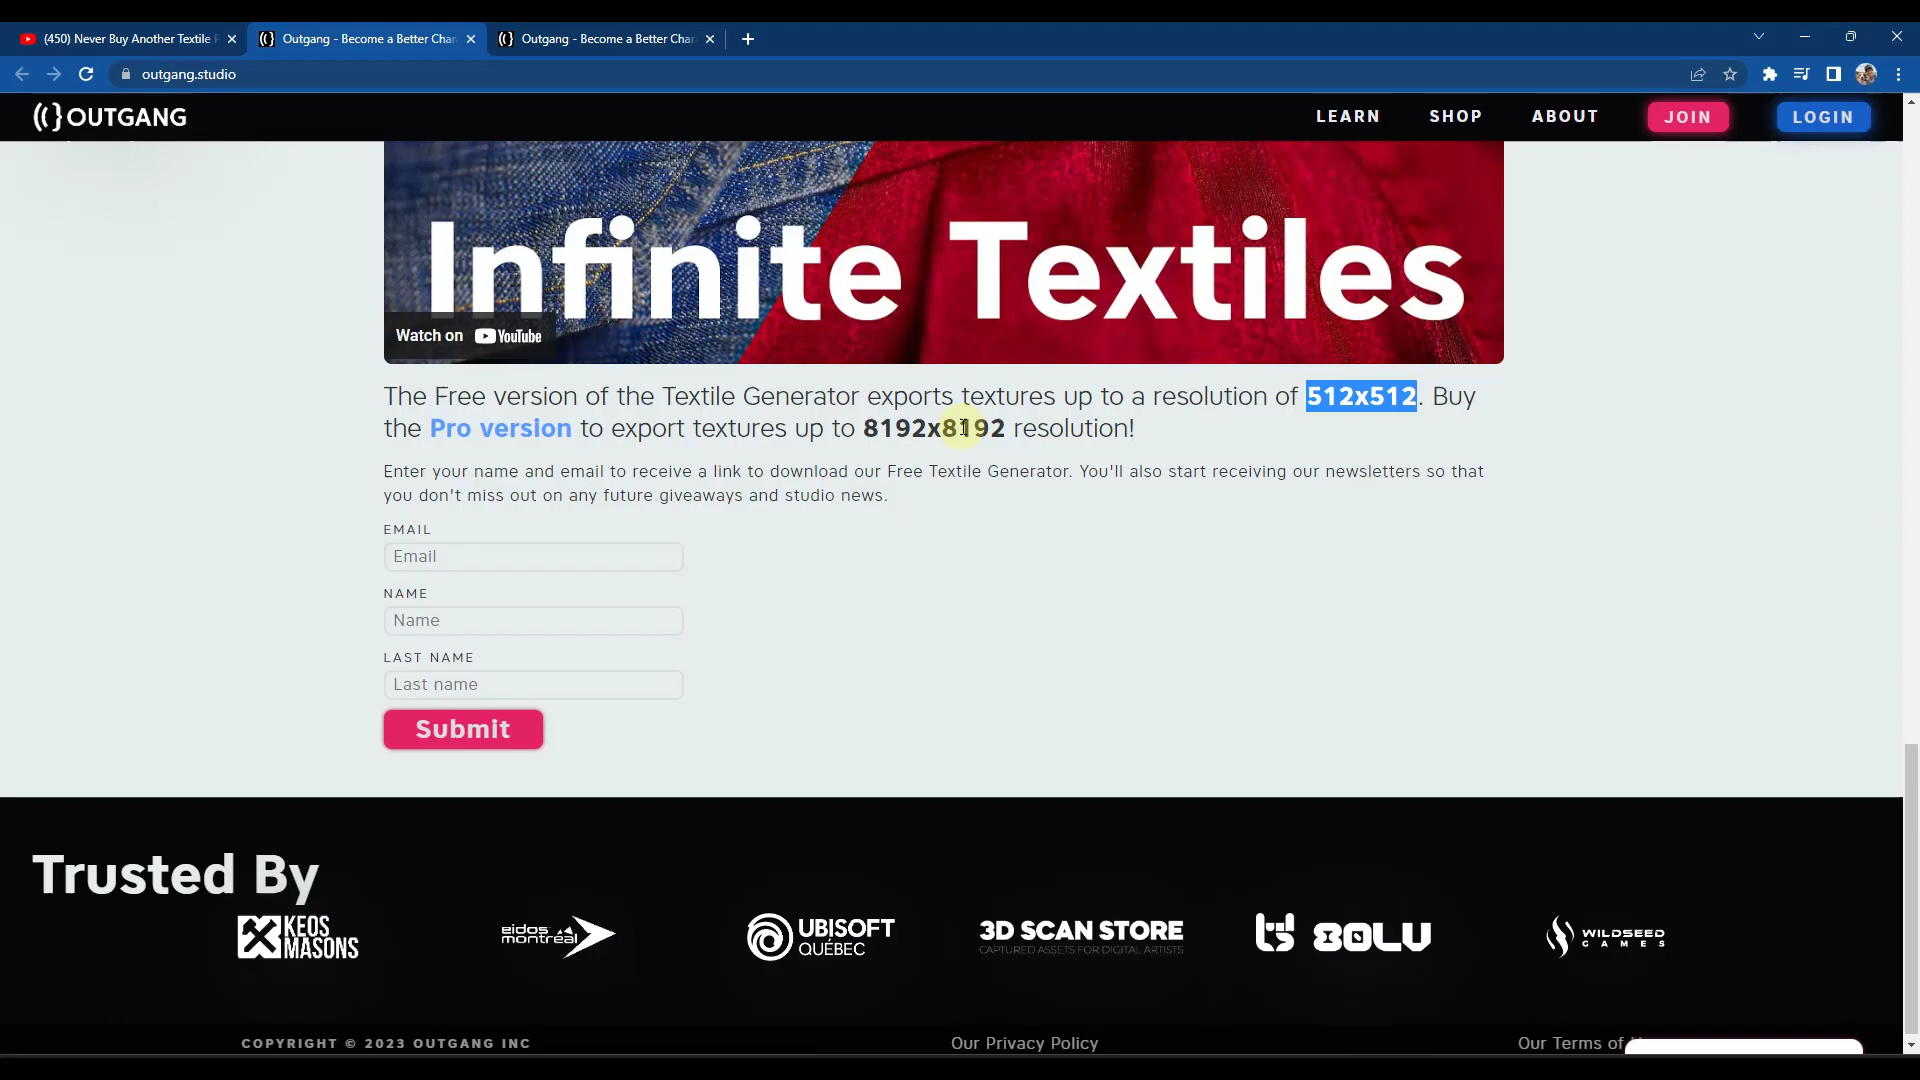 (450) Never Buy Another Textile
Outgang - Become a Better Char
Outgang - Become a Better Char
outgang.studio
OUTGANG
LEARN
SHOP
ABOUT
JOIN
LOGIN
Infinite Textiles
Watch on YouTube
The Free version of the Textile Generator exports textures up to a resolution of 512x512. Buy
the Pro version to export textures up to 8192x8192 resolution!
Enter your name and email to receive a link to download our Free Textile Generator. You'll also start receiving our newsletters so that
you don't miss out on any future giveaways and studio news.
EMAIL
Email
NAME
Name
LAST NAME
Last name
Submit
Trusted By
KEOS
MASONS
eidos
montréal
UBISOFT
QUÉBEC
3D SCAN STORE
CAPTURED ASSETS FOR DIGITAL ARTISTS
80LV
WILDSEED
GAMES
COPYRIGHT © 2023 OUTGANG INC
Our Privacy Policy
Our Terms of